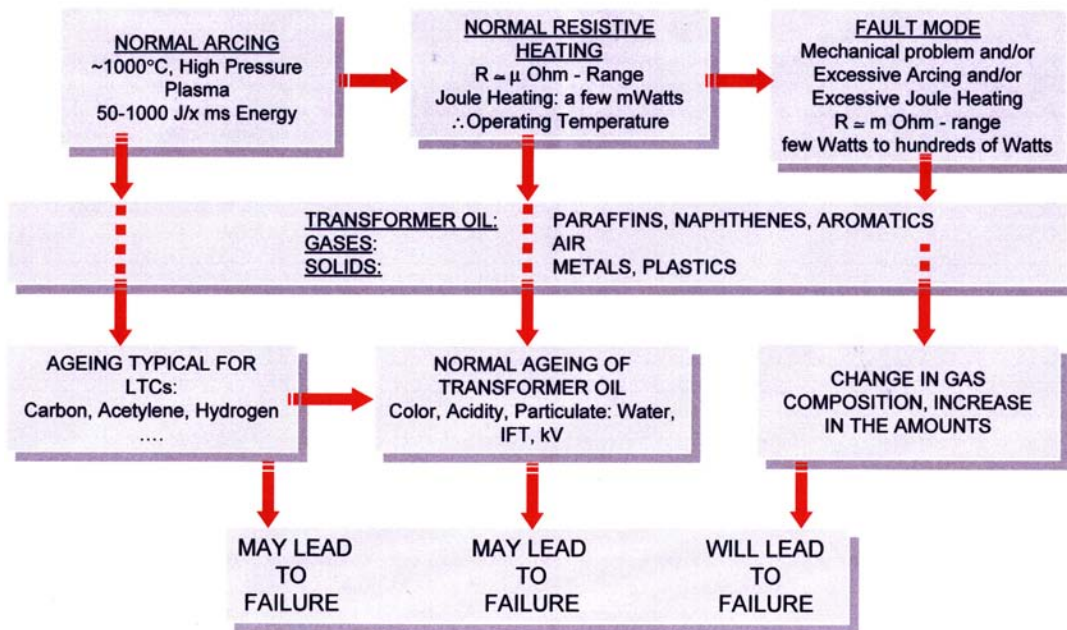 NORMAL ARCING
~1000°C, High Pressure
Plasma
50-1000 J/x ms Energy
NORMAL RESISTIVE
HEATING
R ≃ µ Ohm - Range
Joule Heating: a few mWatts
∴Operating Temperature
FAULT MODE
Mechanical problem and/or
Excessive Arcing and/or
Excessive Joule Heating
R ≃ m Ohm - range
few Watts to hundreds of Watts
TRANSFORMER OIL: PARAFFINS, NAPHTHENES, AROMATICS
GASES: AIR
SOLIDS: METALS, PLASTICS
AGEING TYPICAL FOR
LTCs:
Carbon, Acetylene, Hydrogen
....
NORMAL AGEING OF
TRANSFORMER OIL
Color, Acidity, Particulate: Water,
IFT, kV
CHANGE IN GAS
COMPOSITION, INCREASE
IN THE AMOUNTS
MAY LEAD
TO
FAILURE
MAY LEAD
TO
FAILURE
WILL LEAD
TO
FAILURE